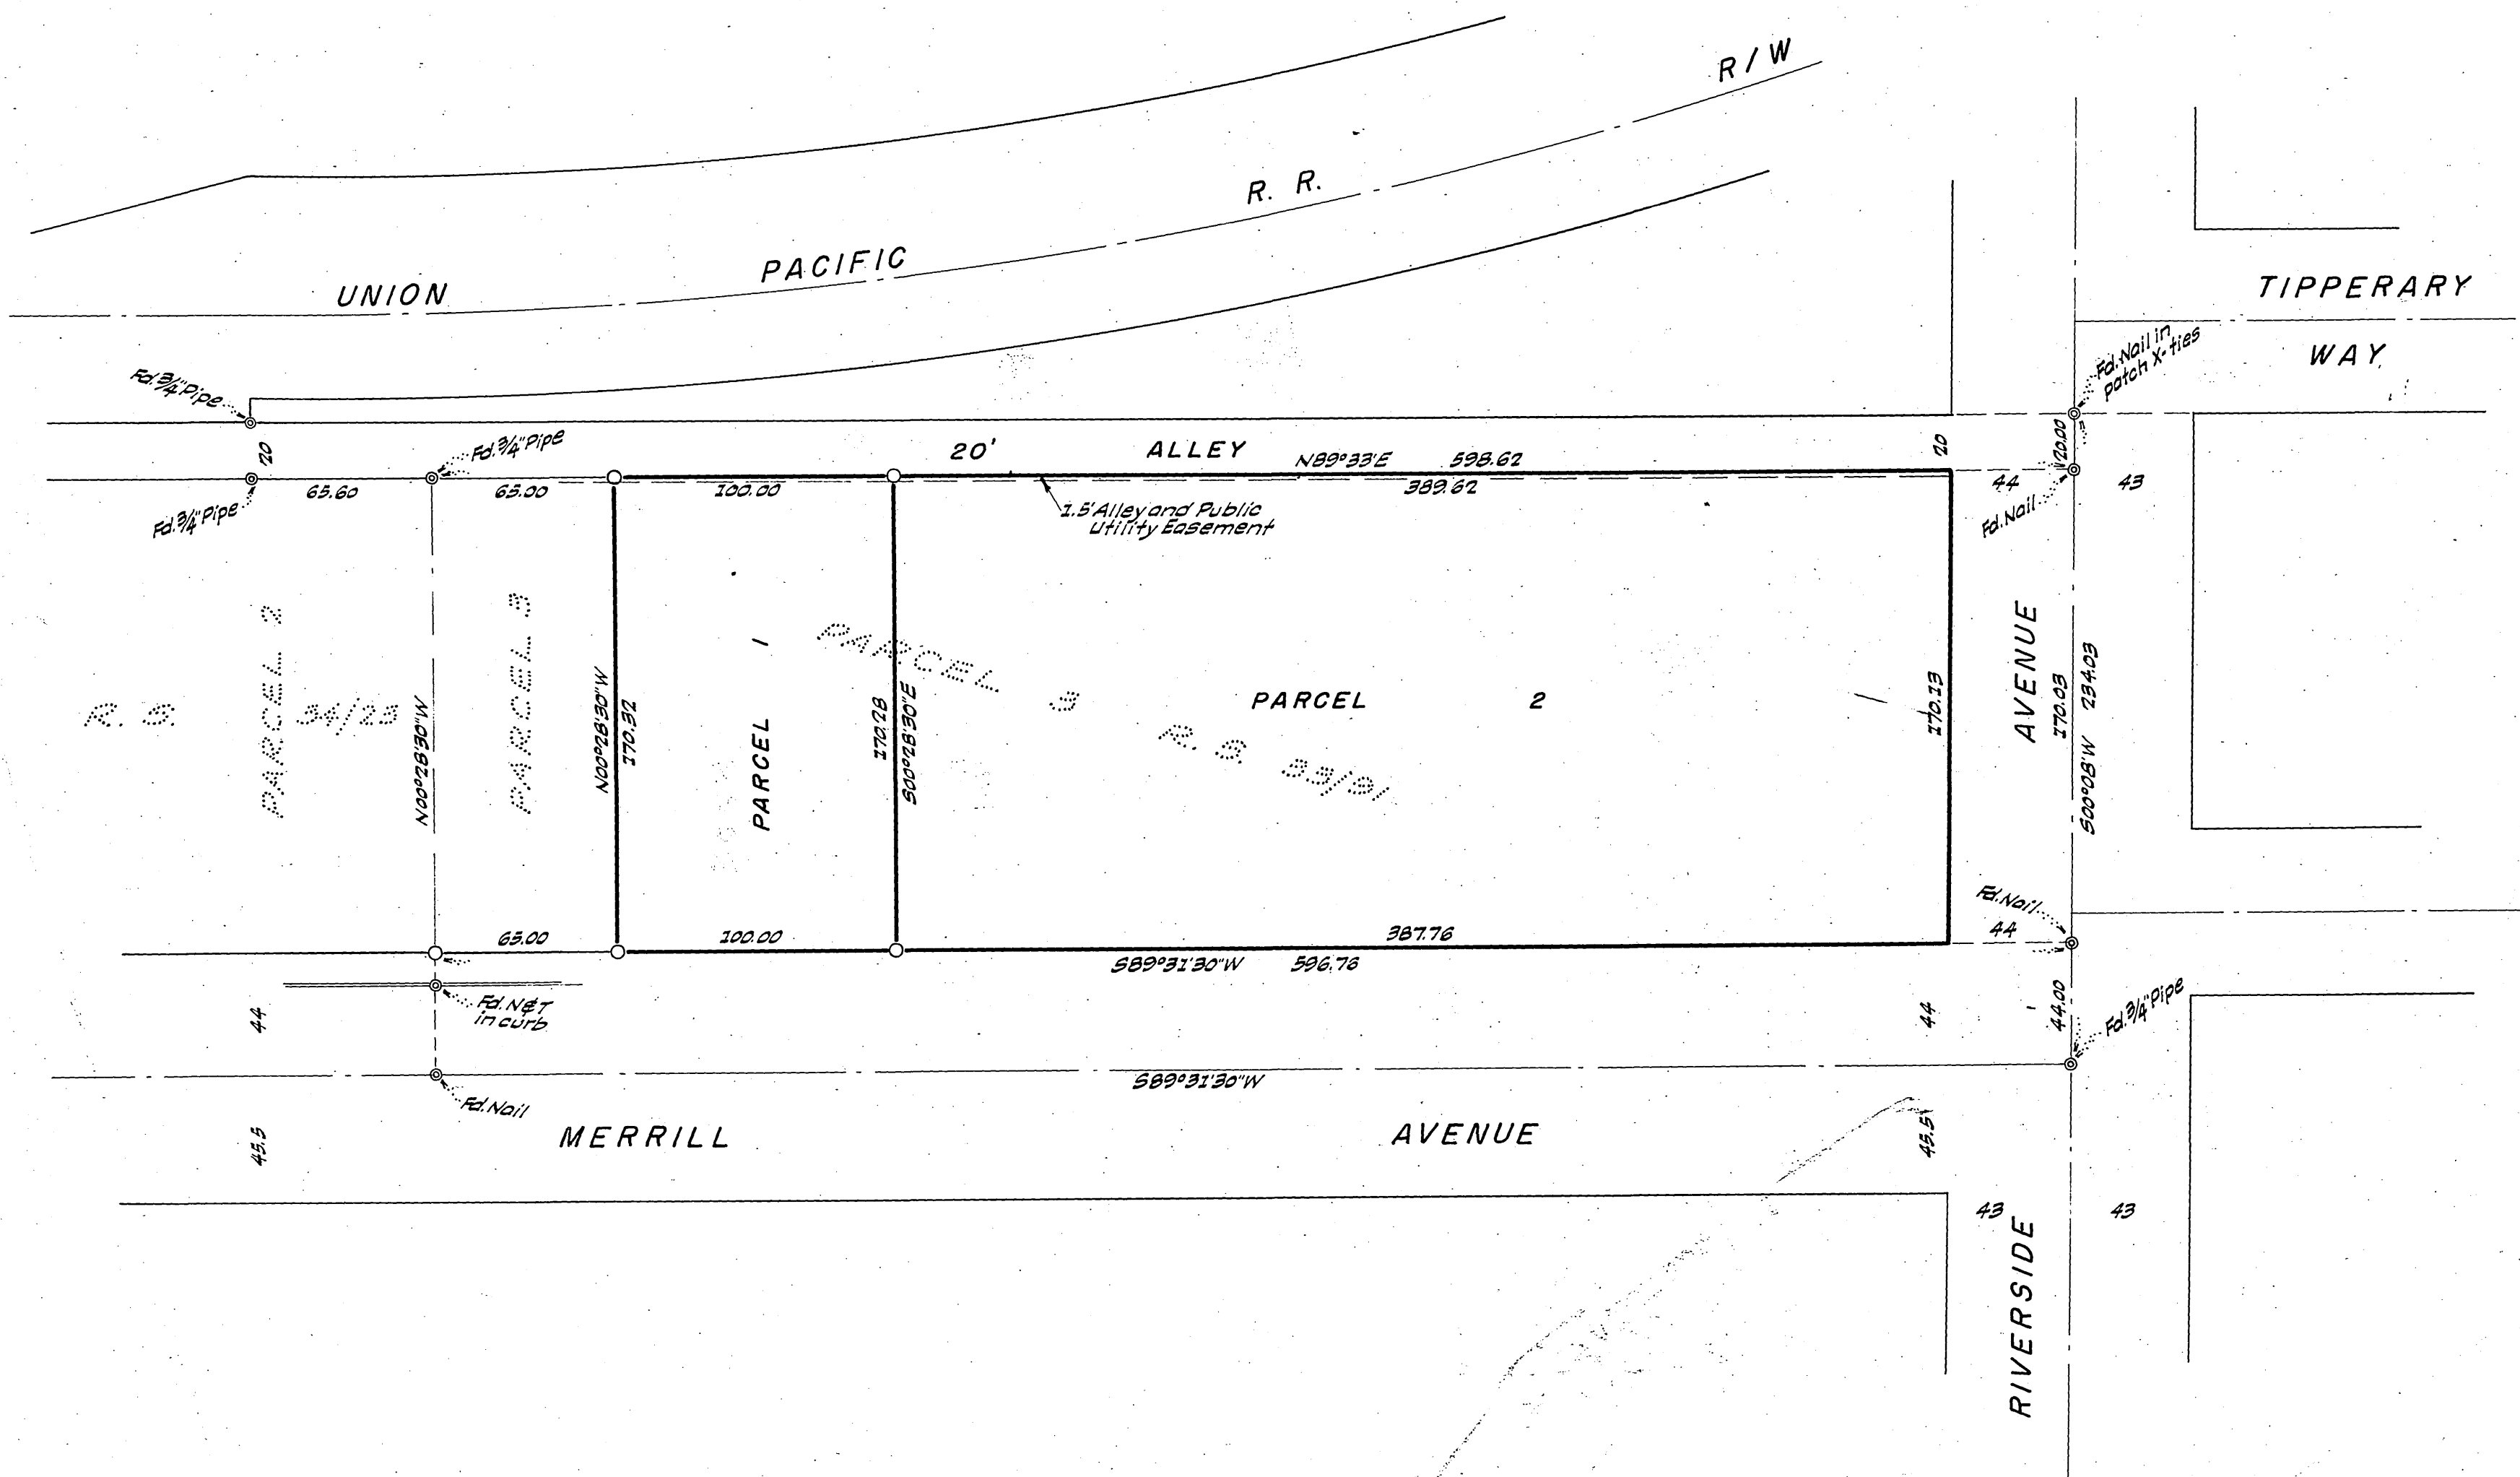 R/W
R. R.
PACIFIC
UNION
TIPPERARY
WAY
Fd. Nail in
patch X-ties
Fd. 3/4" Pipe
20
Fd. 3/4" Pipe
20'
ALLEY
N89°33'E
598.62
20
20.00
65.60
65.00
100.00
389.62
44
43
Fd. 3/4" Pipe
1.5' Alley and Public
Utility Easement
Fd. Nail
R. S.
PARCEL 2
34/23
N00°28'30"W
PARCEL 3
N00°28'30"W
170.32
PARCEL 1
170.28
S00°28'30"E
PARCEL 3
R. S. 33/91
PARCEL 2
170.13
AVENUE
170.03
S00°08'W 234.03
Fd. Nail
65.00
100.00
387.76
44
S89°31'30"W
596.76
Fd. N&T
in curb
44
44
44.00
Fd. 3/4" Pipe
S89°31'30"W
Fd. Nail
45.5
MERRILL
AVENUE
45.5
43
RIVERSIDE
43